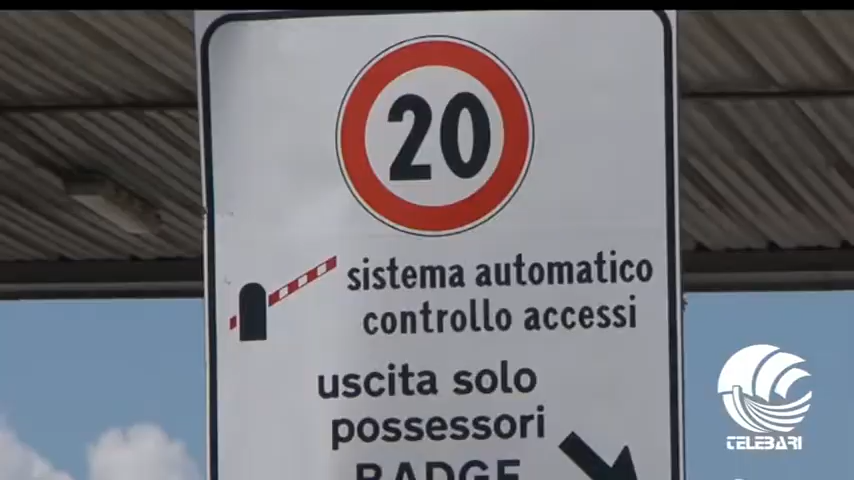 20
sistema automatico
controllo accessi
uscita solo
possessori
BADGE
TELEBARI